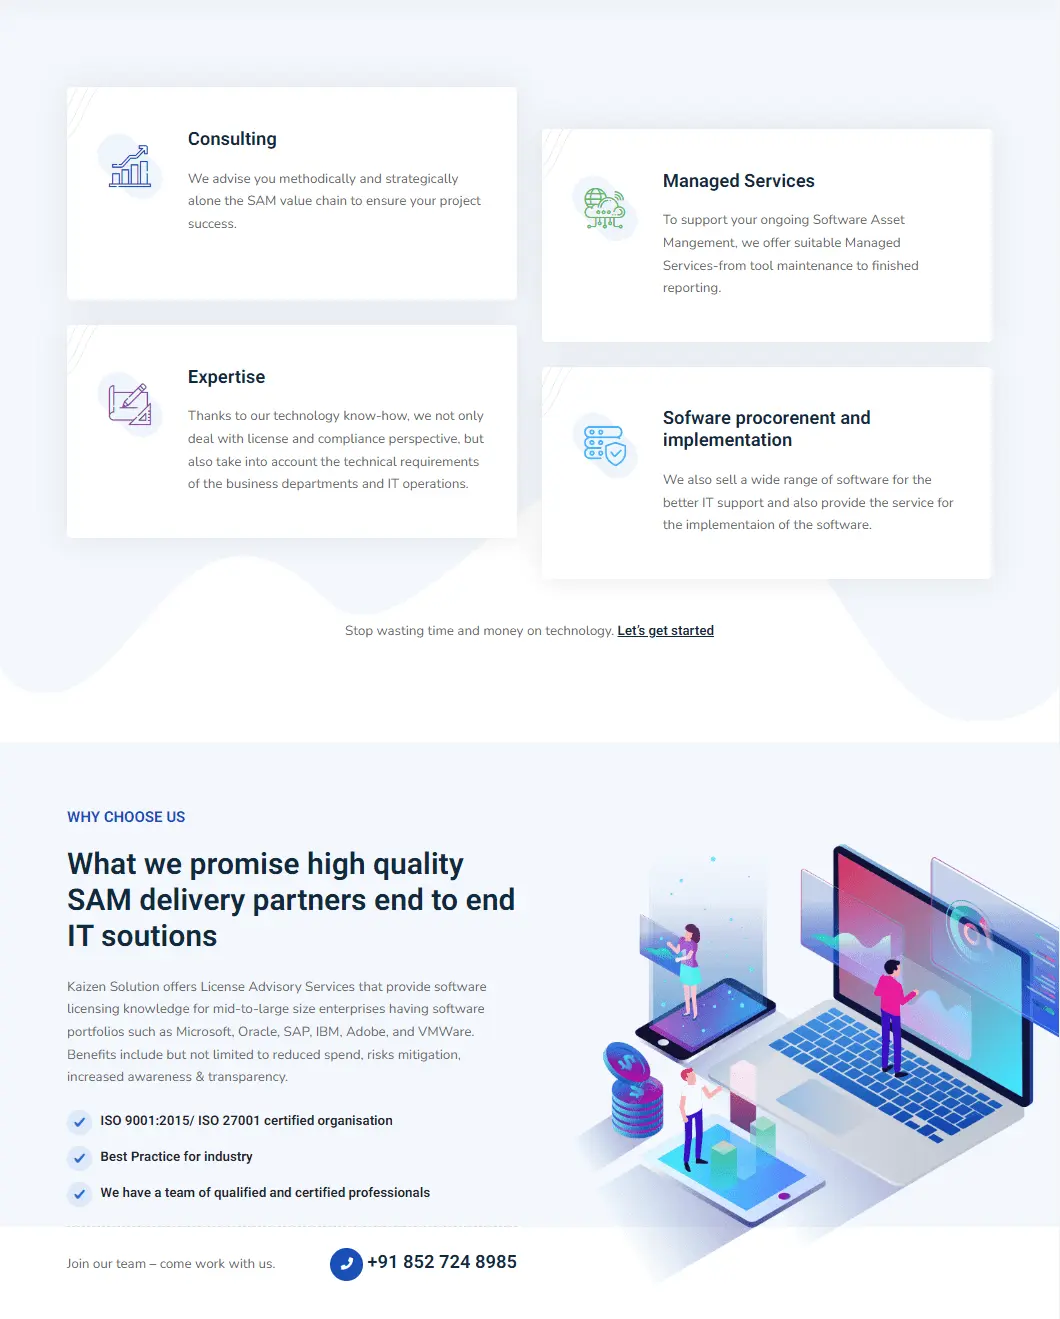 Consulting
We advise you methodically and strategically
alone the SAM value chain to ensure your project
success.
Managed Services
To support your ongoing Software Asset
Mangement, we offer suitable Managed
Services-from tool maintenance to finished
reporting.
Expertise
Thanks to our technology know-how, we not only
deal with license and compliance perspective, but
also take into account the technical requirements
of the business departments and IT operations.
Sofware procorenent and
implementation
We also sell a wide range of software for the
better IT support and also provide the service for
the implementaion of the software.
Stop wasting time and money on technology. Let's get started
WHY CHOOSE US
What we promise high quality
SAM delivery partners end to end
IT soutions
Kaizen Solution offers License Advisory Services that provide software
licensing knowledge for mid-to-large size enterprises having software
portfolios such as Microsoft, Oracle, SAP, IBM, Adobe, and VMWare.
Benefits include but not limited to reduced spend, risks mitigation,
increased awareness & transparency.
ISO 9001:2015/ ISO 27001 certified organisation
Best Practice for industry
We have a team of qualified and certified professionals
Join our team – come work with us.
+91 852 724 8985